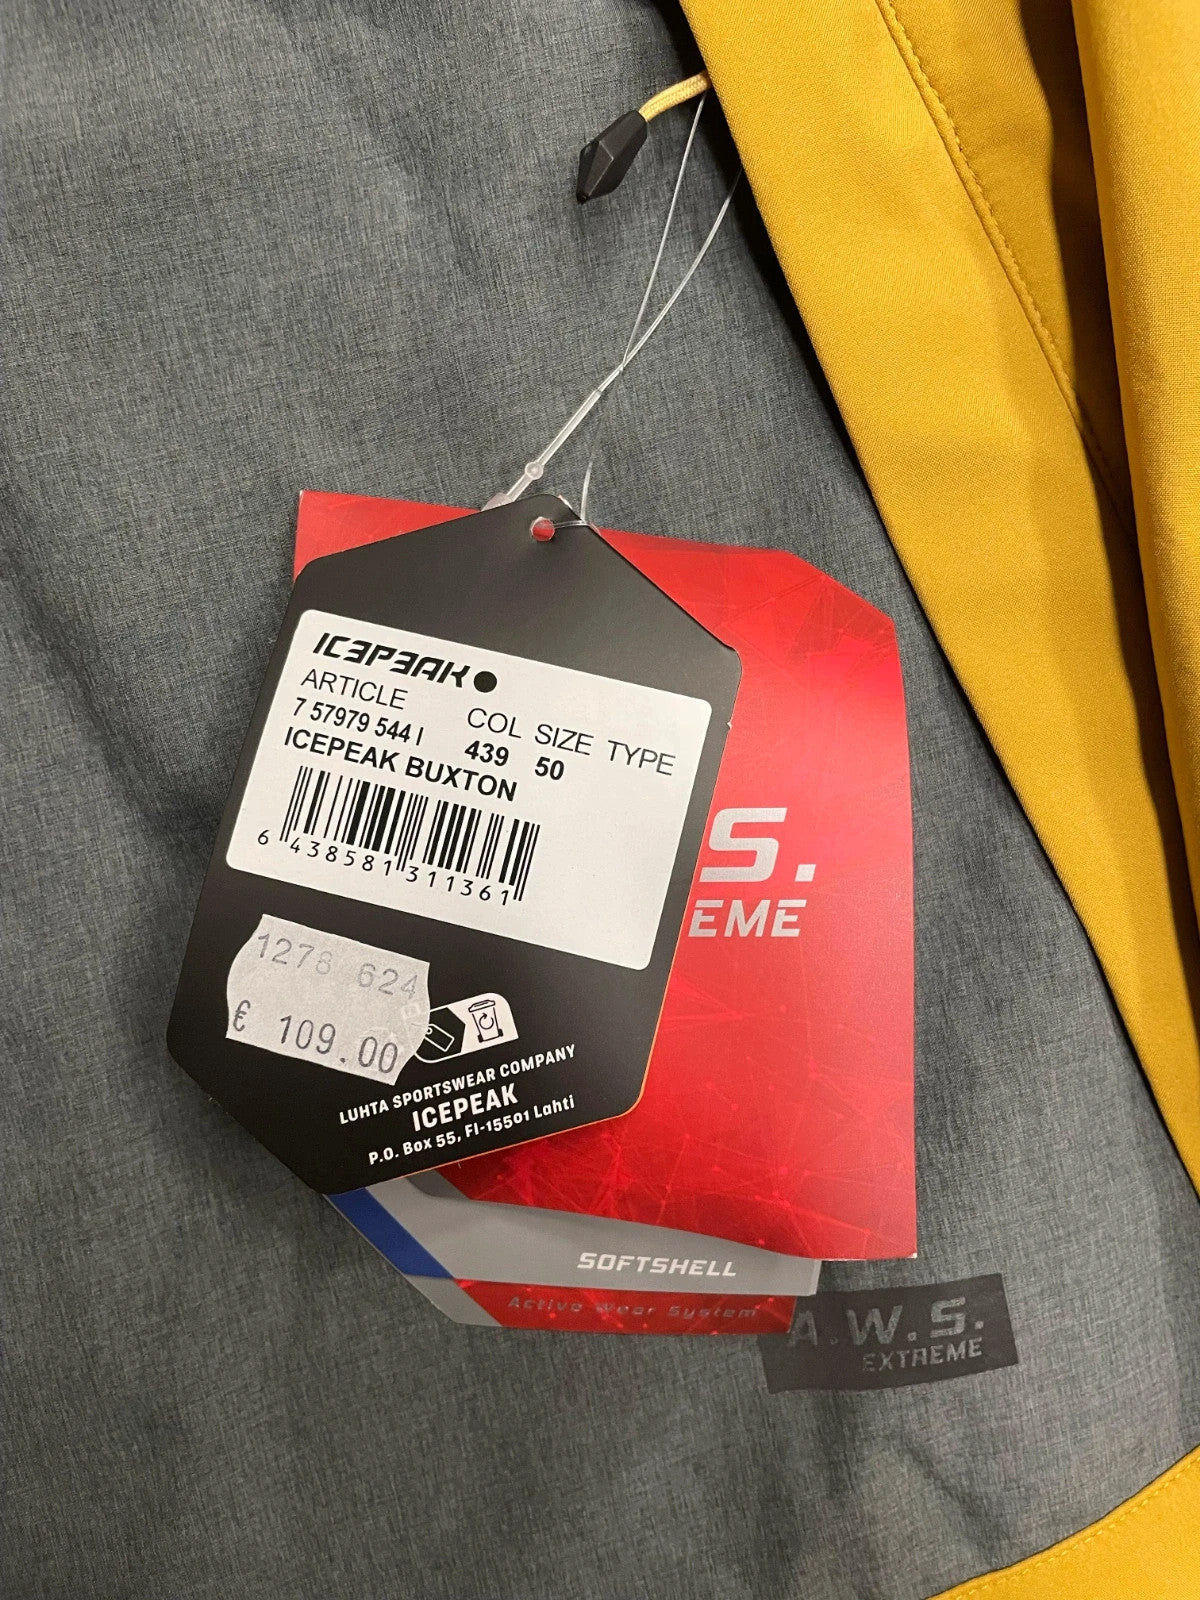 ICEPEAK
ARTICLE COL SIZE TYPE
7 57979 544 I 439 50
ICEPEAK BUXTON
6 438581 311361
1278 624
€ 109.00
LUHTA SPORTSWEAR COMPANY
ICEPEAK
P.O. Box 55, FI-15501 Lahti
S.
EME
SOFTSHELL
Active Wear System
A.W.S.
EXTREME